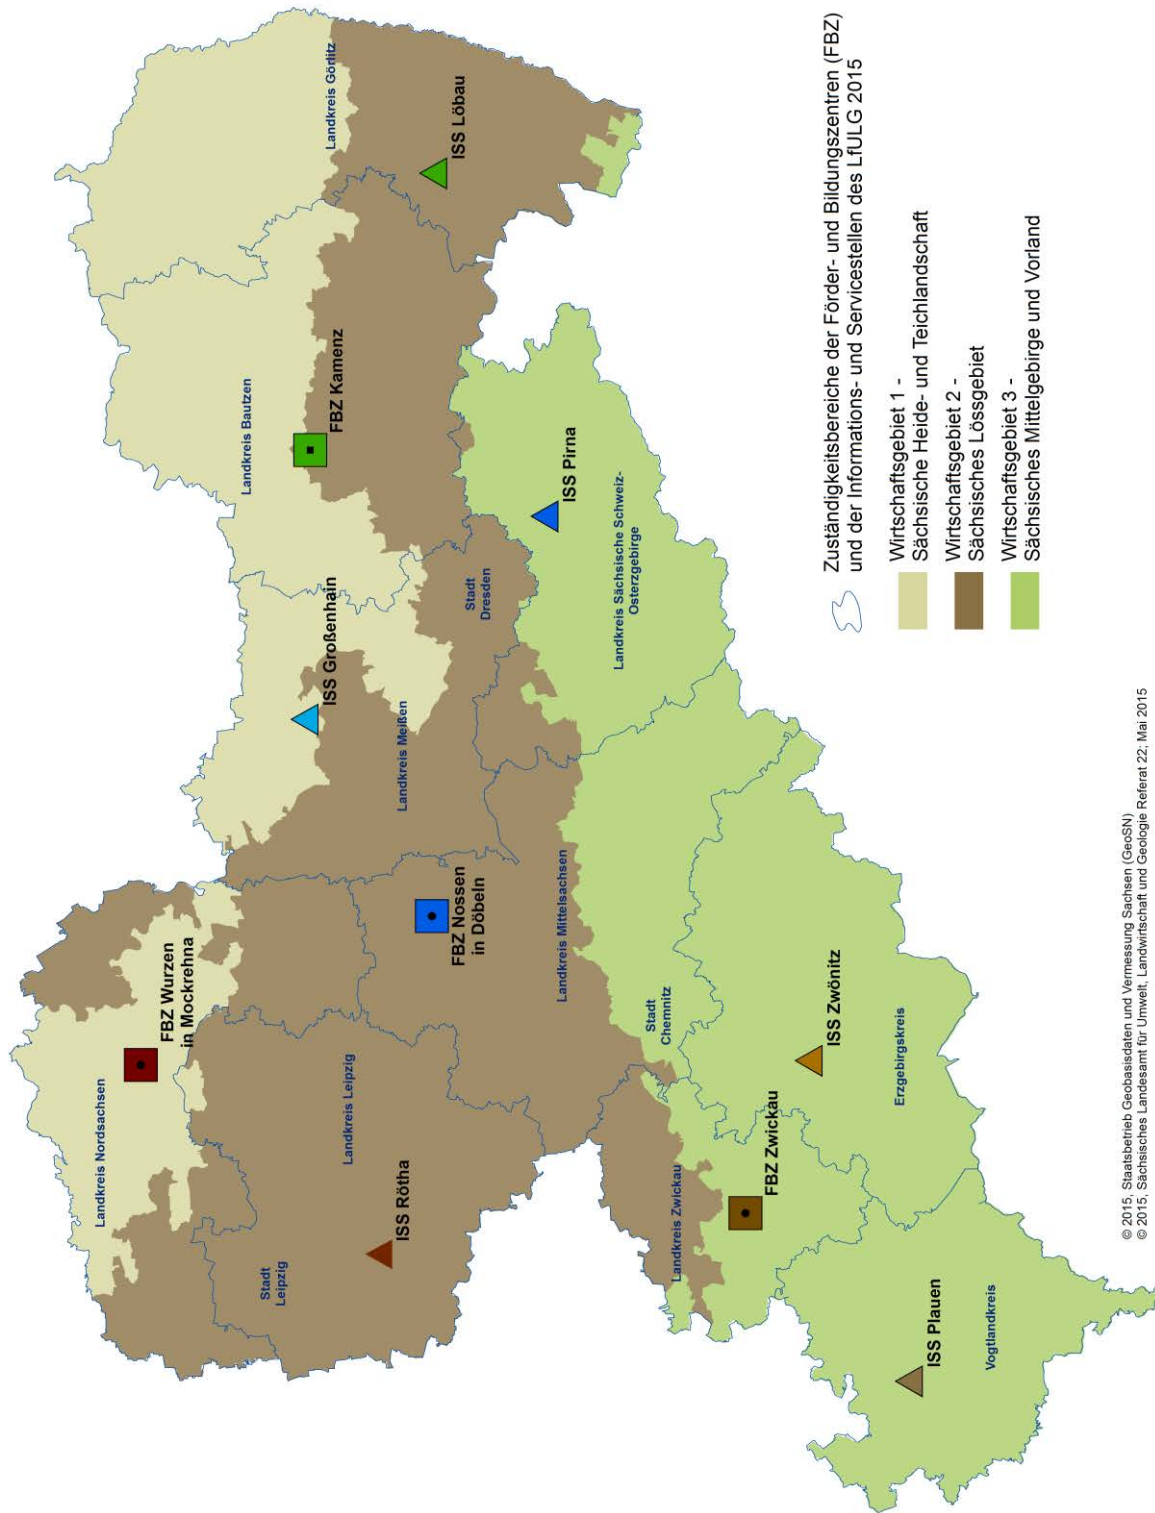 Landkreis Nordsachsen
FBZ Wurzen
in Mockrehna
Stadt
Leipzig
Landkreis Leipzig
ISS Rötha
FBZ Nossen
in Döbeln
Landkreis Mittelsachsen
Landkreis Meißen
ISS Großenhain
Stadt
Dresden
Landkreis Bautzen
FBZ Kamenz
Landkreis Görlitz
ISS Löbau
ISS Pirna
Landkreis Sächsische Schweiz-
Osterzgebirge
Stadt
Chemnitz
Landkreis Zwickau
FBZ Zwickau
ISS Zwönitz
Erzgebirgskreis
ISS Plauen
Vogtlandkreis
Zuständigkeitsbereiche der Förder- und Bildungszentren (FBZ)
und der Informations- und Servicestellen des LfULG 2015
Wirtschaftsgebiet 1 -
Sächsische Heide- und Teichlandschaft
Wirtschaftsgebiet 2 -
Sächsisches Lössgebiet
Wirtschaftsgebiet 3 -
Sächsisches Mittelgebirge und Vorland
© 2015, Staatsbetrieb Geobasisdaten und Vermessung Sachsen (GeoSN)
© 2015, Sächsisches Landesamt für Umwelt, Landwirtschaft und Geologie Referat 22; Mai 2015